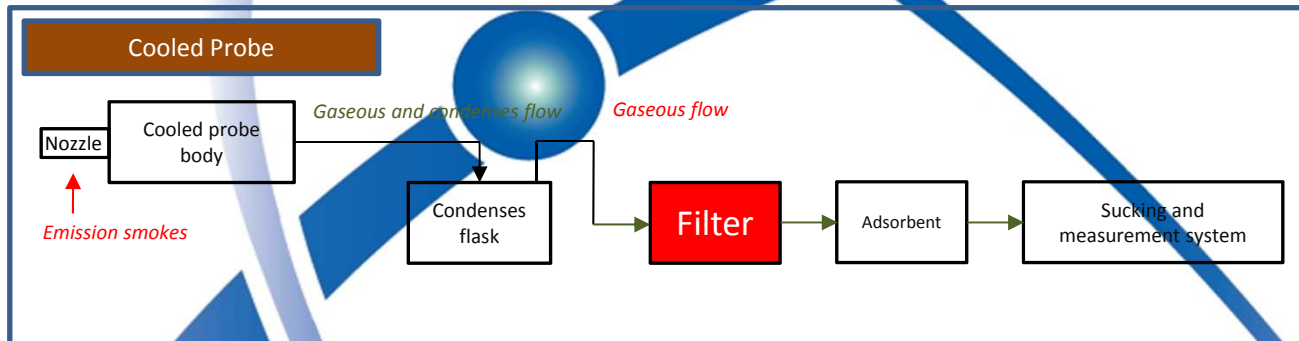 Cooled Probe
Gaseous and condenses flow
Gaseous flow
Nozzle
Cooled probe
body
Emission smokes
Condenses
flask
Filter
Adsorbent
Sucking and
measurement system